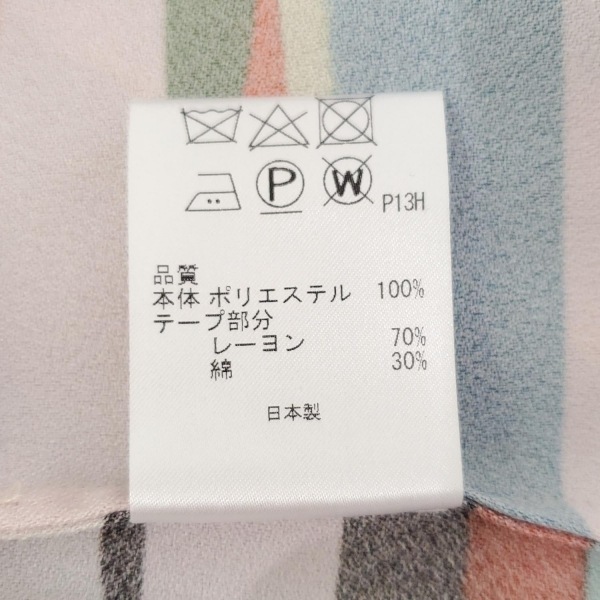 P W P13H
品質
本体 ポリエステル 100%
テープ部分
レーヨン 70%
綿 30%
日本製